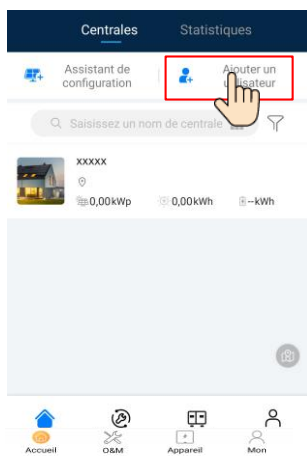 Centrales Statistiques
Assistant de
configuration
Ajouter un
utilisateur
Saisissez un nom de centrale
xxxxx
0,00kWp 0,00kWh --kWh
Accueil O&M Appareil Mon